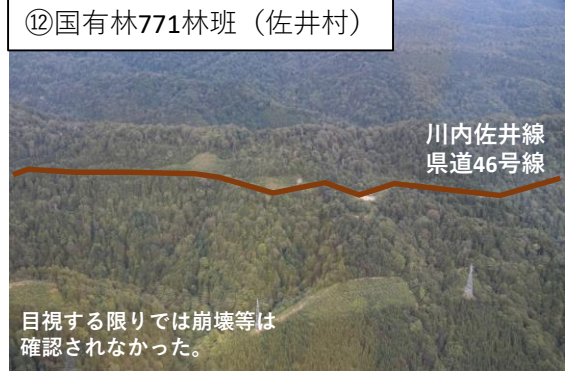 ⑫国有林771林班（佐井村）
川内佐井線
県道46号線
目視する限りでは崩壊等は
確認されなかった。